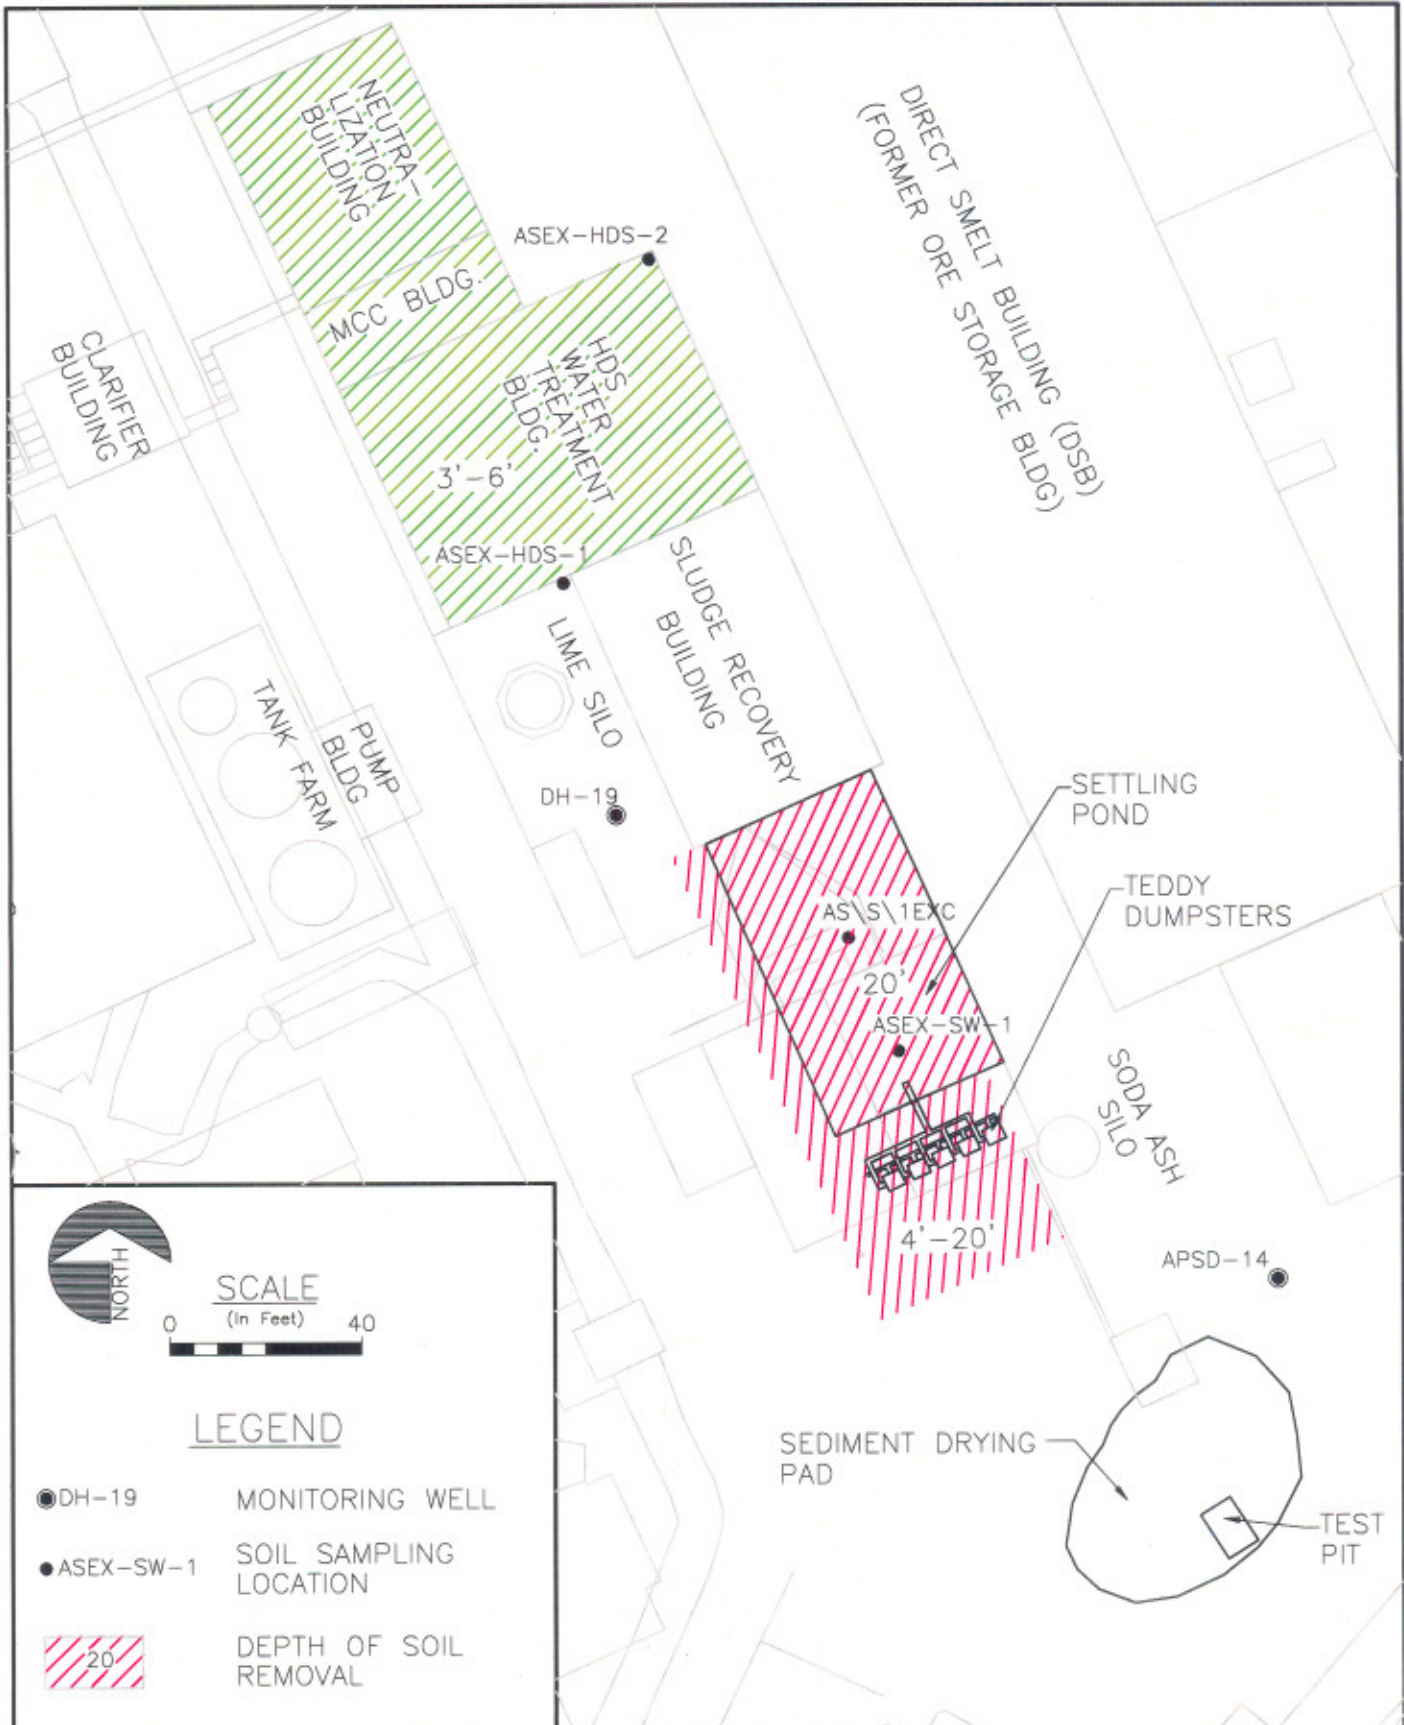 NEUTRA-
LIZATION
BUILDING
DIRECT SMELT BUILDING (DSB)
(FORMER ORE STORAGE BLDG)
ASEX-HDS-2
MCC BLDG.
CLARIFIER
BUILDING
HDS
WATER
TREATMENT
BLDG.
3'-6'
ASEX-HDS-1
SLUDGE RECOVERY
BUILDING
LIME SILO
TANK FARM
PUMP
BLDG
DH-19
SETTLING
POND
TEDDY
DUMPSTERS
AS\S\1EXC
20'
ASEX-SW-1
SODA ASH
SILO
4'-20'
APSD-14
SEDIMENT DRYING
PAD
TEST
PIT
NORTH
SCALE
(In Feet)
0 40
LEGEND
DH-19 MONITORING WELL
ASEX-SW-1 SOIL SAMPLING
LOCATION
20 DEPTH OF SOIL
REMOVAL